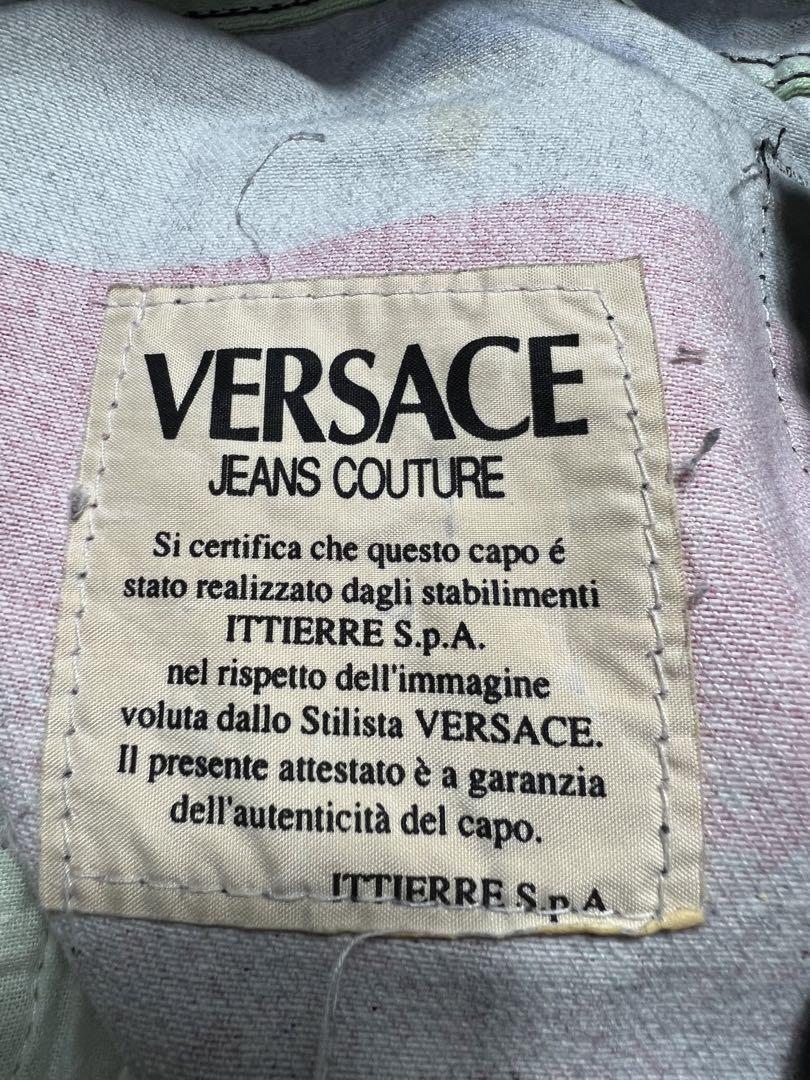 VERSACE
JEANS COUTURE
Si certifica che questo capo é
stato realizzato dagli stabilimenti
ITTIERRE S.p.A.
nel rispetto dell'immagine
voluta dallo Stilista VERSACE.
Il presente attestato è a garanzia
dell'autenticità del capo.
ITTIERRE S.p.A